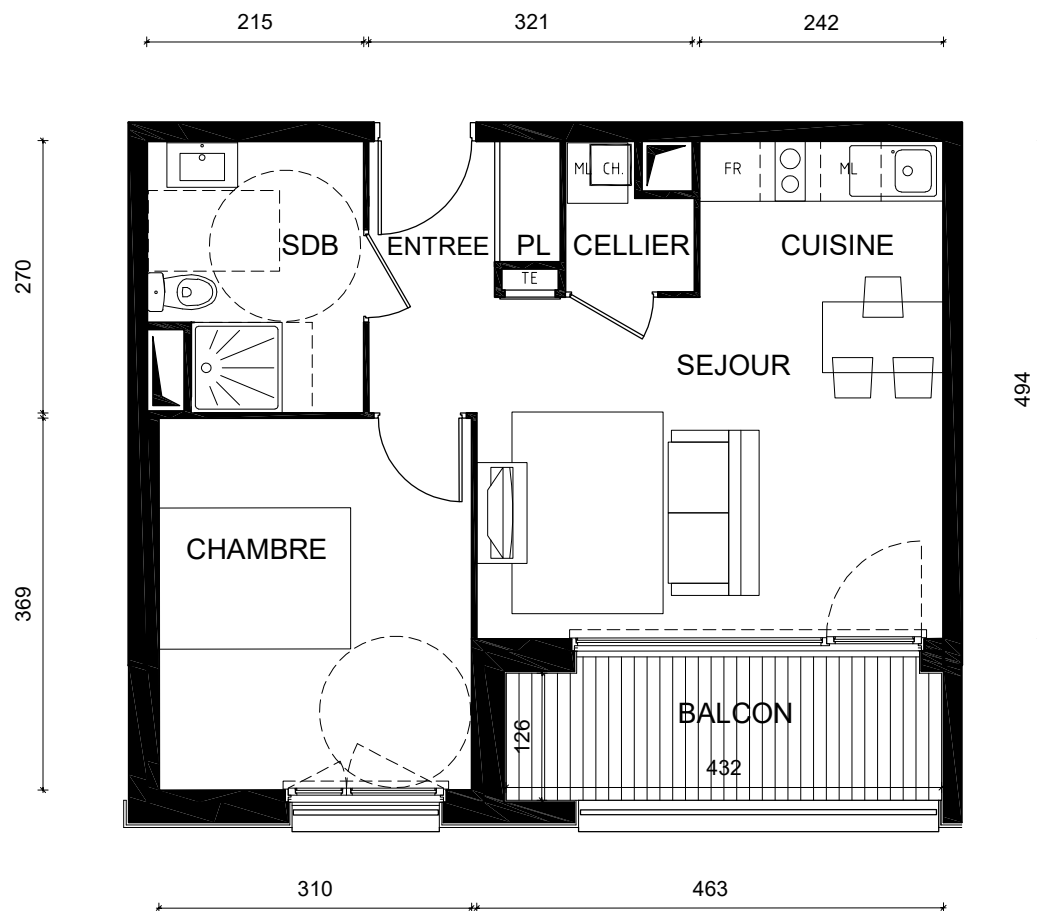 215
321
242
ML
CH.
FR
ML
SDB
ENTREE
PL
CELLIER
CUISINE
270
TE
SEJOUR
494
CHAMBRE
369
BALCON
126
432
310
463